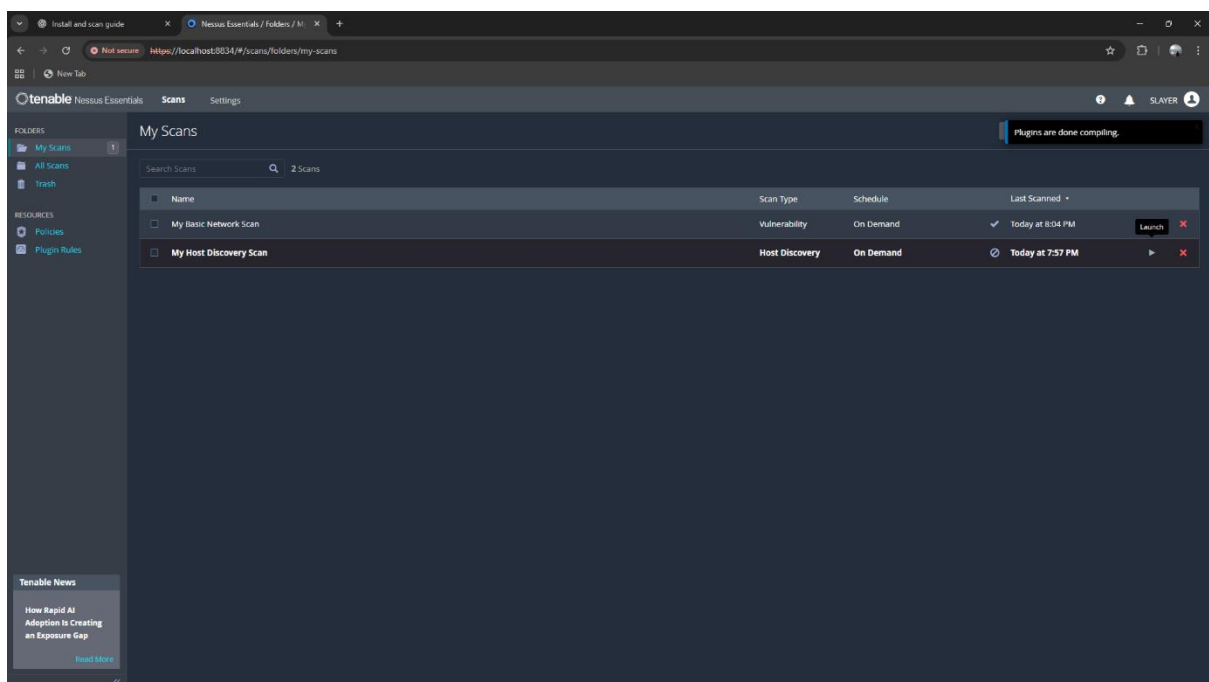 Install and scan guide
Nessus Essentials / Folders / M
Not secure https://localhost:8834/#/scans/folders/my-scans
New Tab
tenable Nessus Essentials Scans Settings SLAYER
FOLDERS
My Scans 1
All Scans
Trash
RESOURCES
Policies
Plugin Rules
My Scans
Plugins are done compiling.
Search Scans 2 Scans
Name Scan Type Schedule Last Scanned
My Basic Network Scan Vulnerability On Demand Today at 8:04 PM
Launch
My Host Discovery Scan Host Discovery On Demand Today at 7:57 PM
Tenable News
How Rapid AI
Adoption Is Creating
an Exposure Gap
Read More